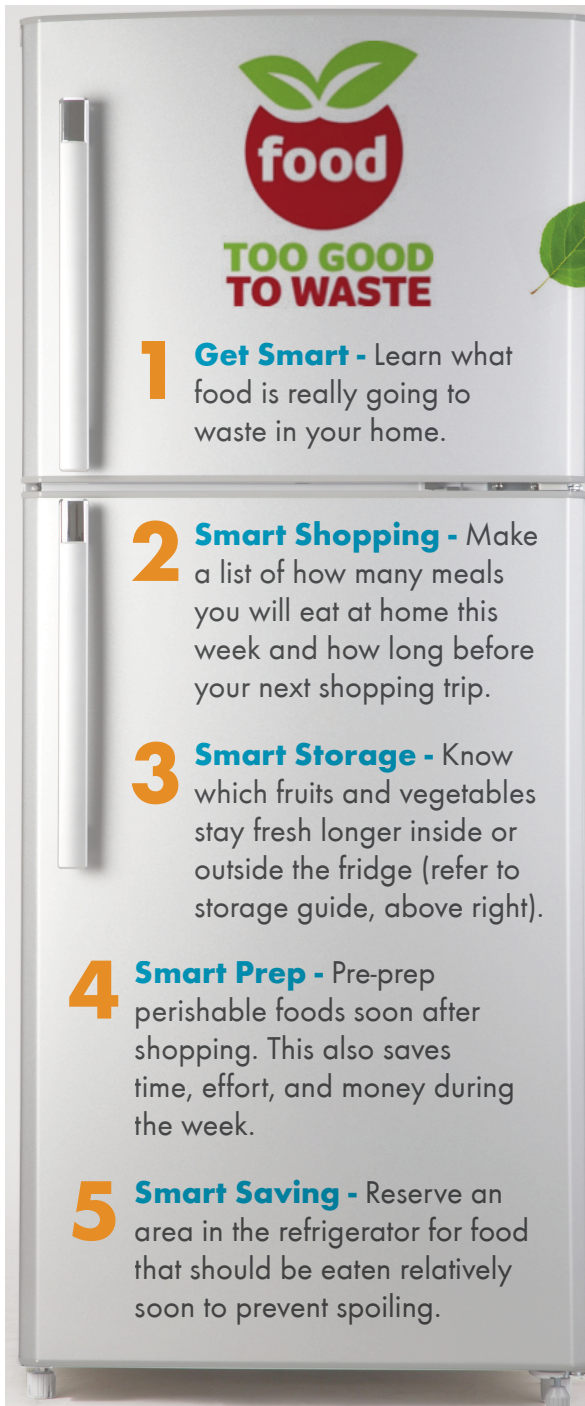 food
TOO GOOD
TO WASTE
1 Get Smart - Learn what
food is really going to
waste in your home.
2 Smart Shopping - Make
a list of how many meals
you will eat at home this
week and how long before
your next shopping trip.
3 Smart Storage - Know
which fruits and vegetables
stay fresh longer inside or
outside the fridge (refer to
storage guide, above right).
4 Smart Prep - Pre-prep
perishable foods soon after
shopping. This also saves
time, effort, and money during
the week.
5 Smart Saving - Reserve an
area in the refrigerator for food
that should be eaten relatively
soon to prevent spoiling.